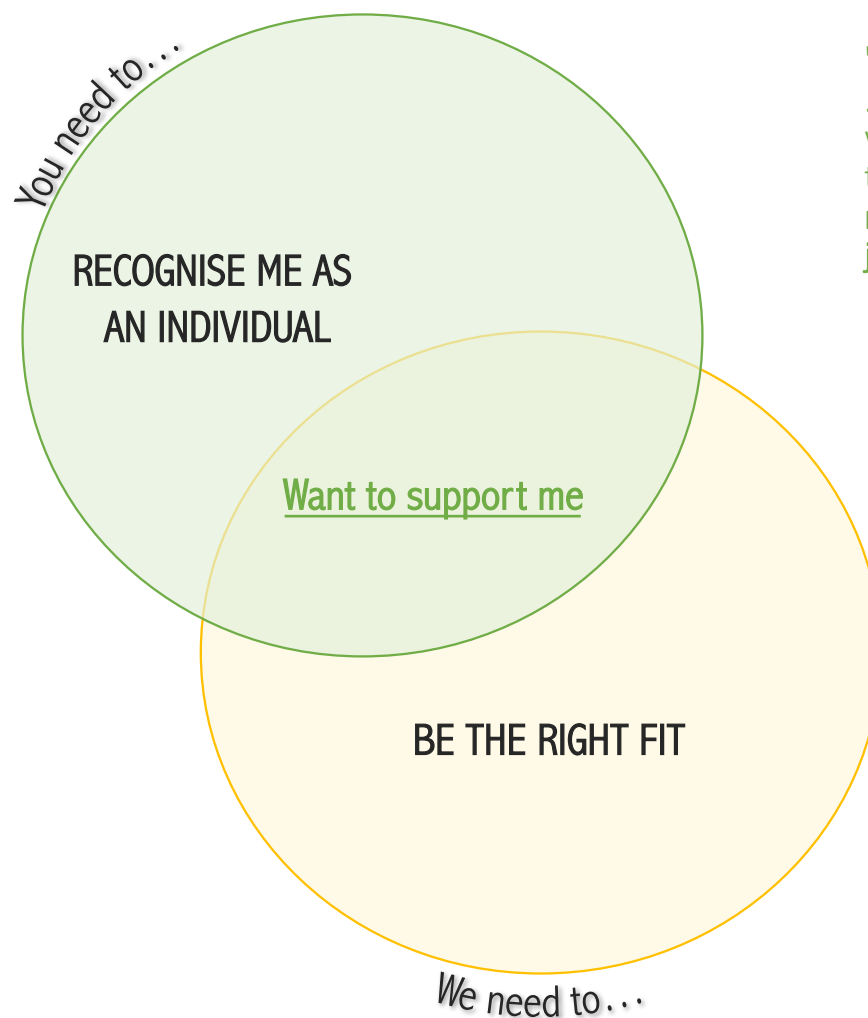 You need to...
RECOGNISE ME AS
AN INDIVIDUAL
Want to support me
BE THE RIGHT FIT
We need to...